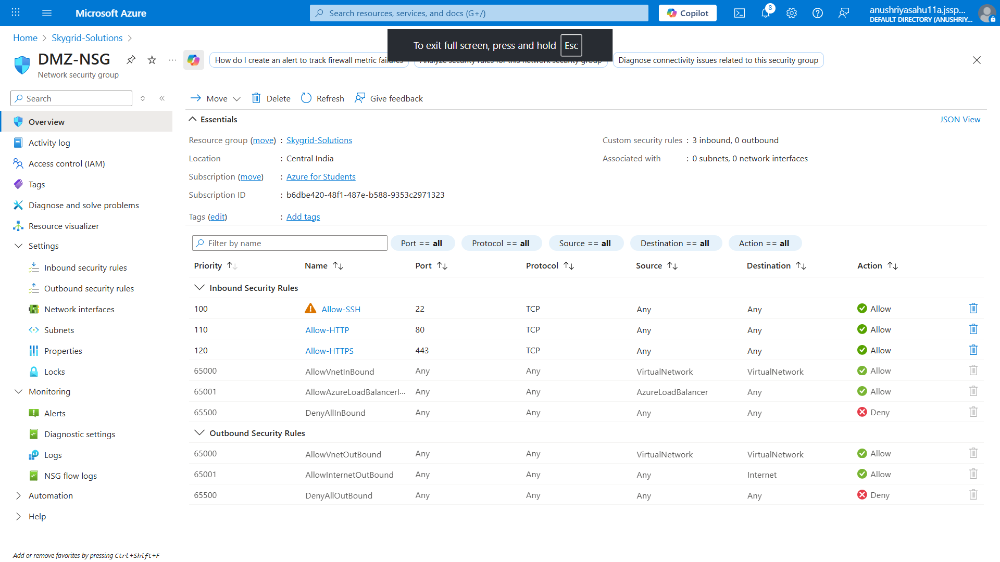 Microsoft Azure
Search resources, services, and docs (G+/)
Copilot
8
anushriyasahu11a.jssp...
DEFAULT DIRECTORY (ANUSHRIY...
Home > Skygrid-Solutions >
To exit full screen, press and hold Esc
DMZ-NSG
Network security group
How do I create an alert to track firewall metric failures
Analyze security rules for this network security group
Diagnose connectivity issues related to this security group
Search
Overview
Activity log
Access control (IAM)
Tags
Diagnose and solve problems
Resource visualizer
Settings
Inbound security rules
Outbound security rules
Network interfaces
Subnets
Properties
Locks
Monitoring
Alerts
Diagnostic settings
Logs
NSG flow logs
Automation
Help
Add or remove favorites by pressing Ctrl+Shift+F
Move Delete Refresh Give feedback
Essentials
JSON View
Resource group (move) : Skygrid-Solutions
Location : Central India
Subscription (move) : Azure for Students
Subscription ID : b6dbe420-48f1-487e-b588-9353c2971323
Tags (edit) : Add tags
Custom security rules : 3 inbound, 0 outbound
Associated with : 0 subnets, 0 network interfaces
Filter by name Port == all Protocol == all Source == all Destination == all Action == all
Priority Name Port Protocol Source Destination Action
Inbound Security Rules
100 Allow-SSH 22 TCP Any Any Allow
110 Allow-HTTP 80 TCP Any Any Allow
120 Allow-HTTPS 443 TCP Any Any Allow
65000 AllowVnetInBound Any Any VirtualNetwork VirtualNetwork Allow
65001 AllowAzureLoadBalancerI... Any Any AzureLoadBalancer Any Allow
65500 DenyAllInBound Any Any Any Any Deny
Outbound Security Rules
65000 AllowVnetOutBound Any Any VirtualNetwork VirtualNetwork Allow
65001 AllowInternetOutBound Any Any Any Internet Allow
65500 DenyAllOutBound Any Any Any Any Deny